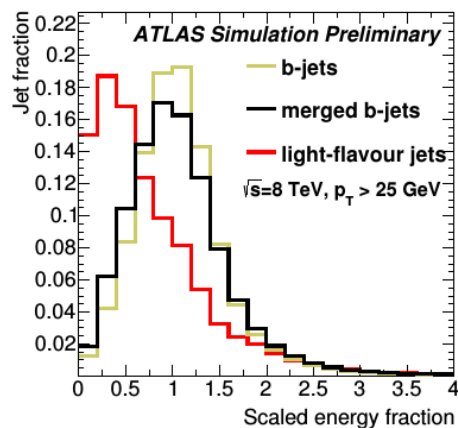 ATLAS Simulation Preliminary
b-jets
merged b-jets
light-flavour jets
√s=8 TeV, pT > 25 GeV
Jet fraction
0.22
0.2
0.18
0.16
0.14
0.12
0.1
0.08
0.06
0.04
0.02
0 0.5 1 1.5 2 2.5 3 3.5 4
Scaled energy fraction